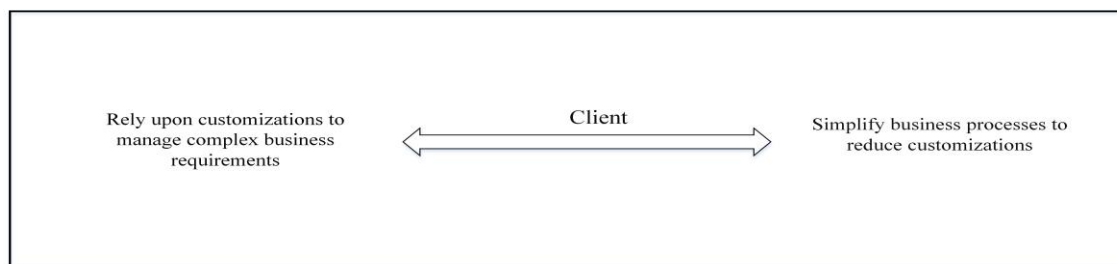 Rely upon customizations to
manage complex business
requirements
Client
Simplify business processes to
reduce customizations